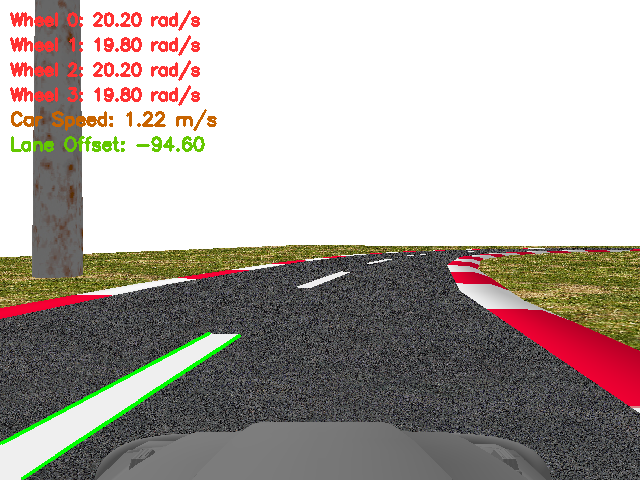 Wheel 0: 20.20 rad/s
Wheel 1: 19.80 rad/s
Wheel 2: 20.20 rad/s
Wheel 3: 19.80 rad/s
Car Speed: 1.22 m/s
Lane Offset: -94.60